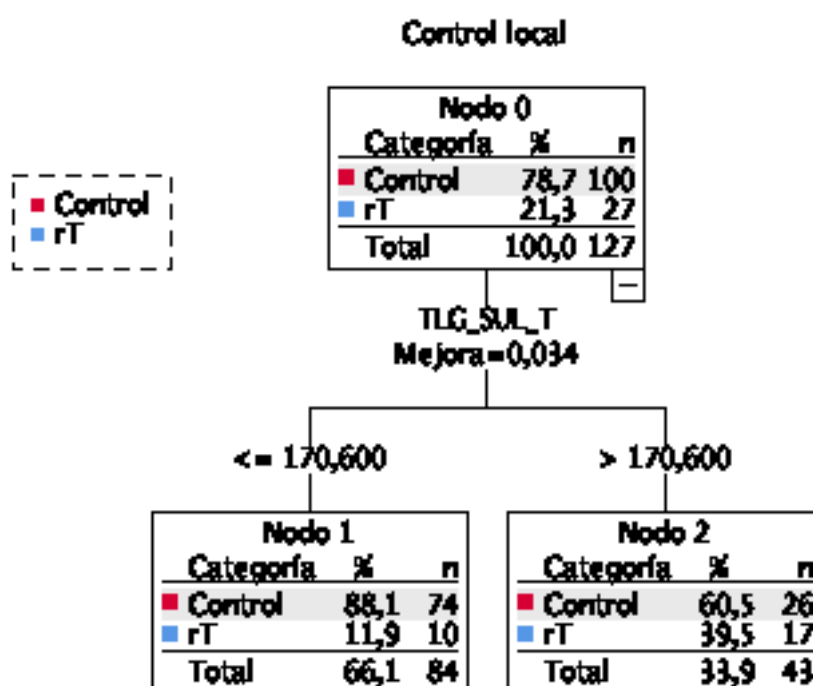 Control local
Nodo 0
Categoría % n
Control 78,7 100
rT 21,3 27
Total 100,0 127
Control
rT
TLG_SUL_T
Mejora=0,034
<= 170,600
> 170,600
Nodo 1
Categoría % n
Control 88,1 74
rT 11,9 10
Total 66,1 84
Nodo 2
Categoría % n
Control 60,5 26
rT 39,5 17
Total 33,9 43